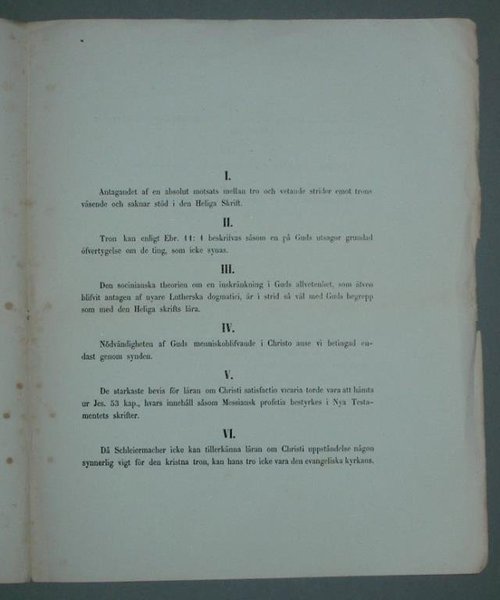 I.
Antagandet af en absolut motsats mellan tro och vetande strider emot trons
väsende och saknar stöd i den Heliga Skrift.
II.
Tron kan enligt Ebr. 11: 1 beskrifvas såsom en på Guds utsagor grundad
öfvertygelse om de ting, som icke synas.
III.
Den socinianska theorien om en inskränkning i Guds allvetenhet, som äfven
blifvit antagen af nyare Lutherska dogmatici, är i strid så väl med Guds begrepp
som med den Heliga skrifts lära.
IV.
Nödvändigheten af Guds menniskoblifvande i Christo anse vi betingad en-
dast genom synden.
V.
De starkaste bevis för läran om Christi satisfactio vicaria torde vara att hämta
ur Jes. 53 kap., hvars innehåll såsom Messiansk profetia bestyrkes i Nya Testa-
mentets skrifter.
VI.
Då Schleiermacher icke kan tillerkänna läran om Christi uppståndelse någon
synnerlig vigt för den kristna tron, kan hans tro icke vara den evangeliska kyrkans.